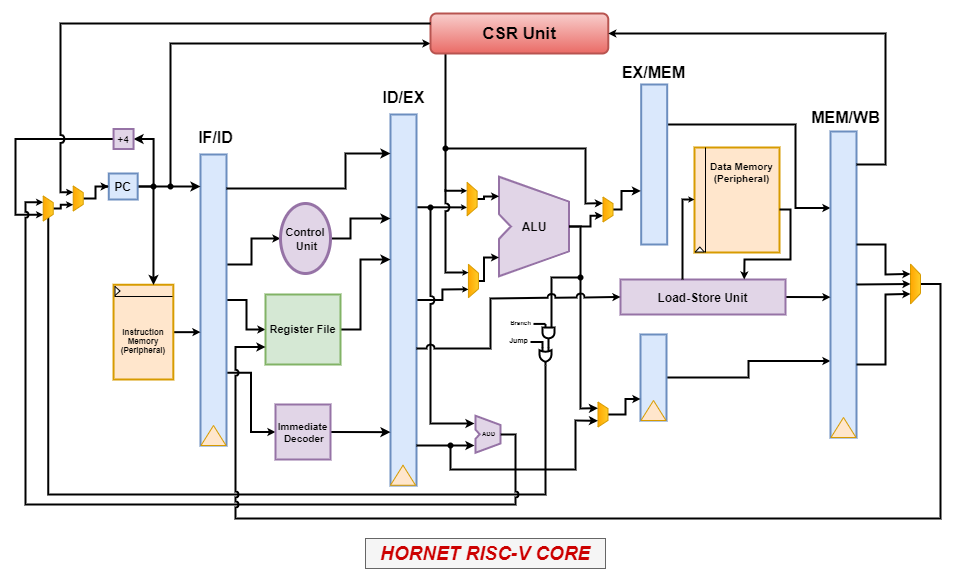 CSR Unit
EX/MEM
ID/EX
MEM/WB
IF/ID
+4
Data Memory
(Peripheral)
PC
Control
Unit
ALU
Load-Store Unit
Register File
Instruction
Memory
(Peripheral)
Branch
Jump
Immediate
Decoder
ADD
HORNET RISC-V CORE